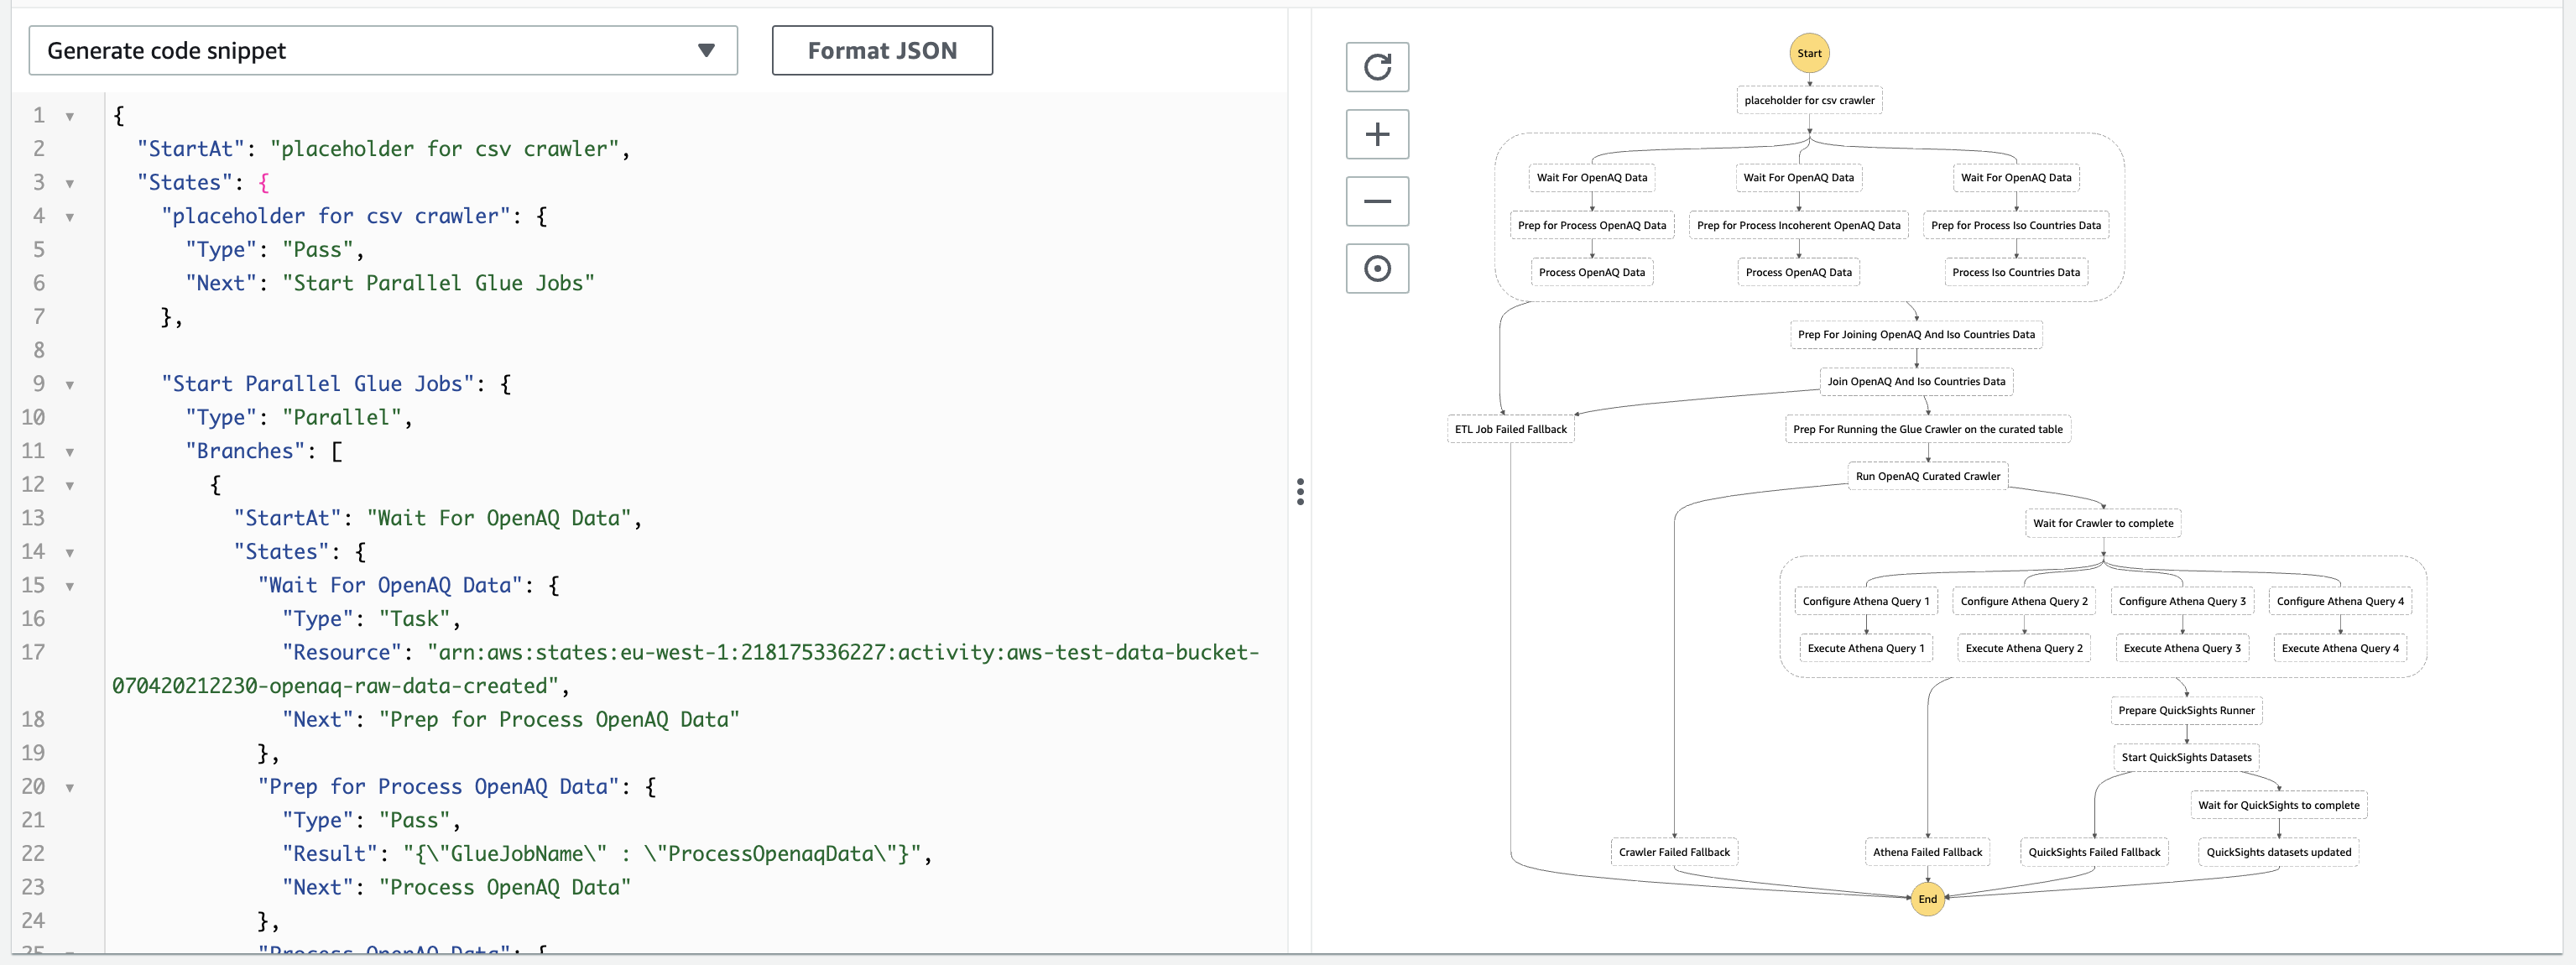 Generate code snippet
Format JSON
1 {
2 "StartAt": "placeholder for csv crawler",
3 "States": {
4 "placeholder for csv crawler": {
5 "Type": "Pass",
6 "Next": "Start Parallel Glue Jobs"
7 },
8
9 "Start Parallel Glue Jobs": {
10 "Type": "Parallel",
11 "Branches": [
12 {
13 "StartAt": "Wait For OpenAQ Data",
14 "States": {
15 "Wait For OpenAQ Data": {
16 "Type": "Task",
17 "Resource": "arn:aws:states:eu-west-1:218175336227:activity:aws-test-data-bucket-
070420212230-openaq-raw-data-created",
18 "Next": "Prep for Process OpenAQ Data"
19 },
20 "Prep for Process OpenAQ Data": {
21 "Type": "Pass",
22 "Result": "{\"GlueJobName\" : \"ProcessOpenaqData\"}",
23 "Next": "Process OpenAQ Data"
24 },
25 "Process OpenAQ Data": {
Start
placeholder for csv crawler
Wait For OpenAQ Data
Wait For OpenAQ Data
Wait For OpenAQ Data
Prep for Process OpenAQ Data
Prep for Process Incoherent OpenAQ Data
Prep for Process Iso Countries Data
Process OpenAQ Data
Process OpenAQ Data
Process Iso Countries Data
Prep For Joining OpenAQ And Iso Countries Data
Join OpenAQ And Iso Countries Data
ETL Job Failed Fallback
Prep For Running the Glue Crawler on the curated table
Run OpenAQ Curated Crawler
Wait for Crawler to complete
Configure Athena Query 1
Configure Athena Query 2
Configure Athena Query 3
Configure Athena Query 4
Execute Athena Query 1
Execute Athena Query 2
Execute Athena Query 3
Execute Athena Query 4
Prepare QuickSights Runner
Start QuickSights Datasets
Wait for QuickSights to complete
Crawler Failed Fallback
Athena Failed Fallback
QuickSights Failed Fallback
QuickSights datasets updated
End